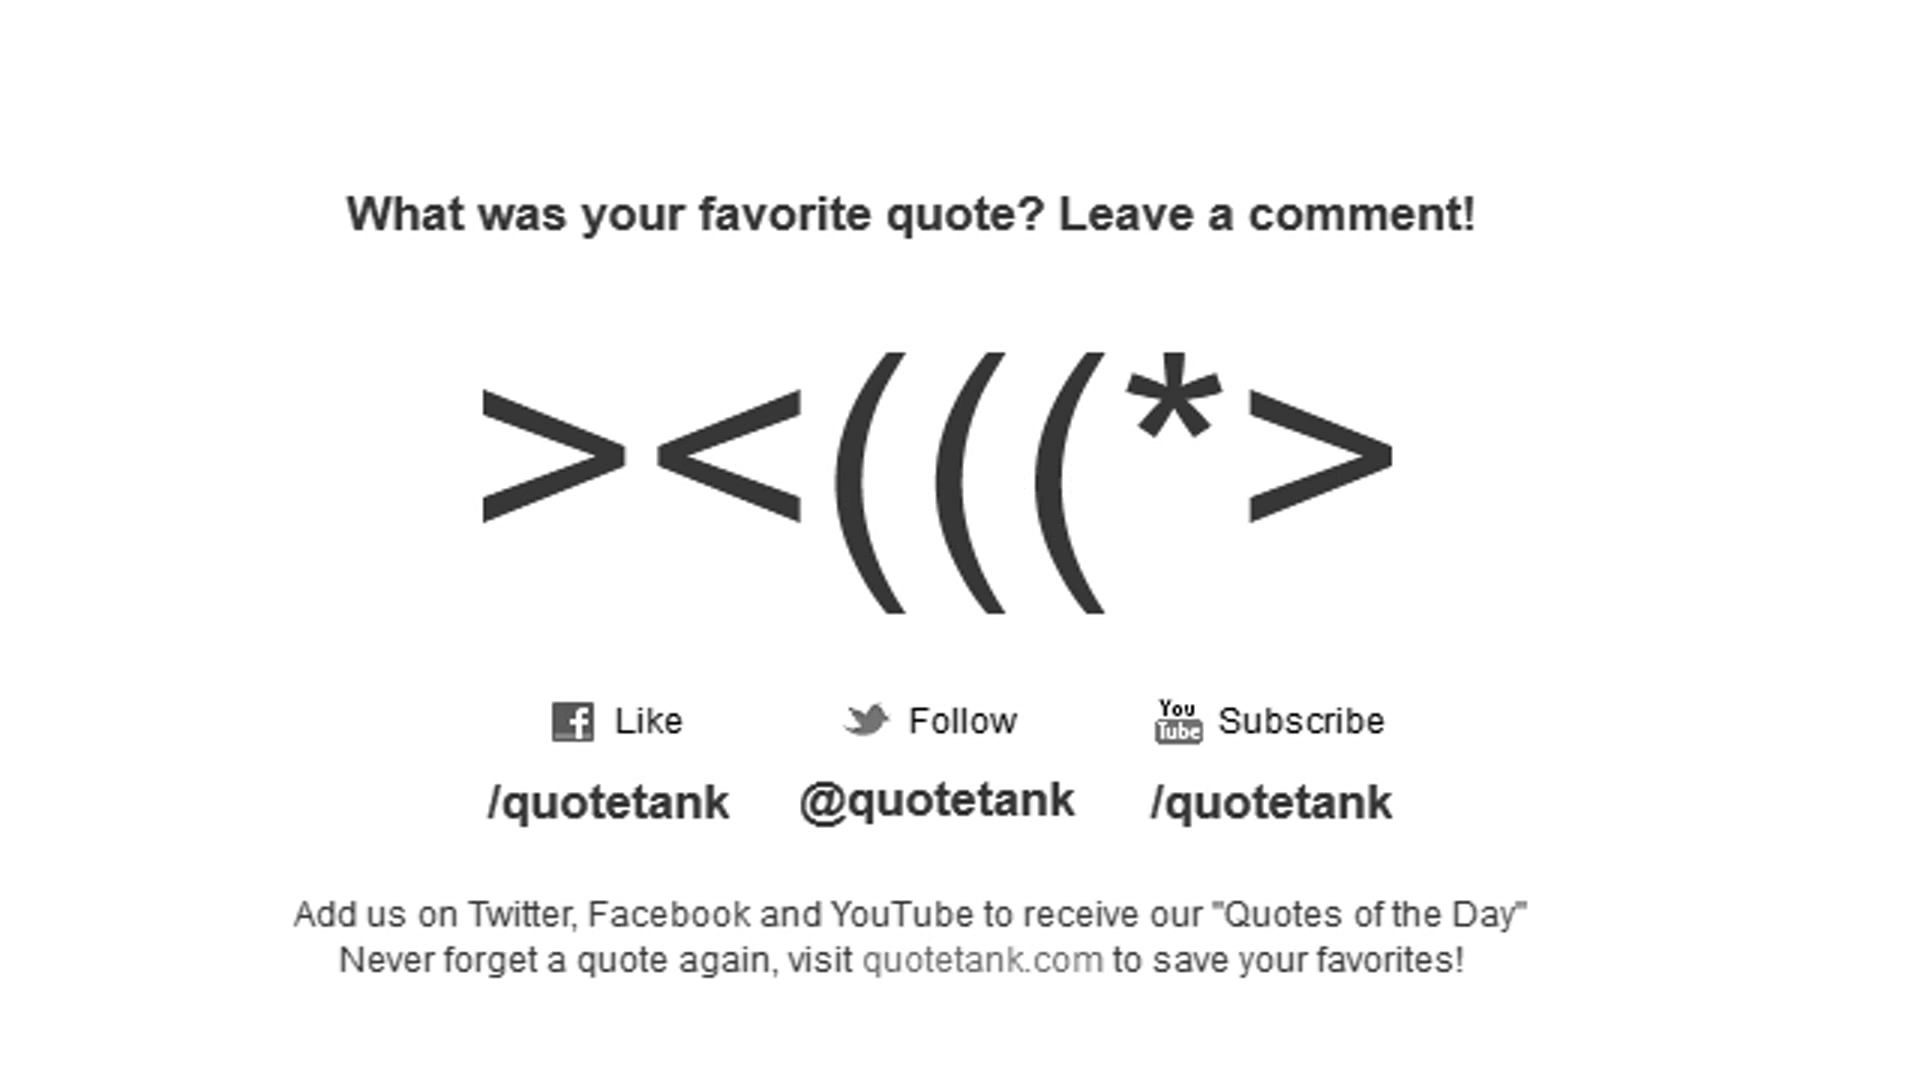 What was your favorite quote? Leave a comment!
><(((*>
f Like Follow You Tube Subscribe
/quotetank @quotetank /quotetank
Add us on Twitter, Facebook and YouTube to receive our "Quotes of the Day"
Never forget a quote again, visit quotetank.com to save your favorites!